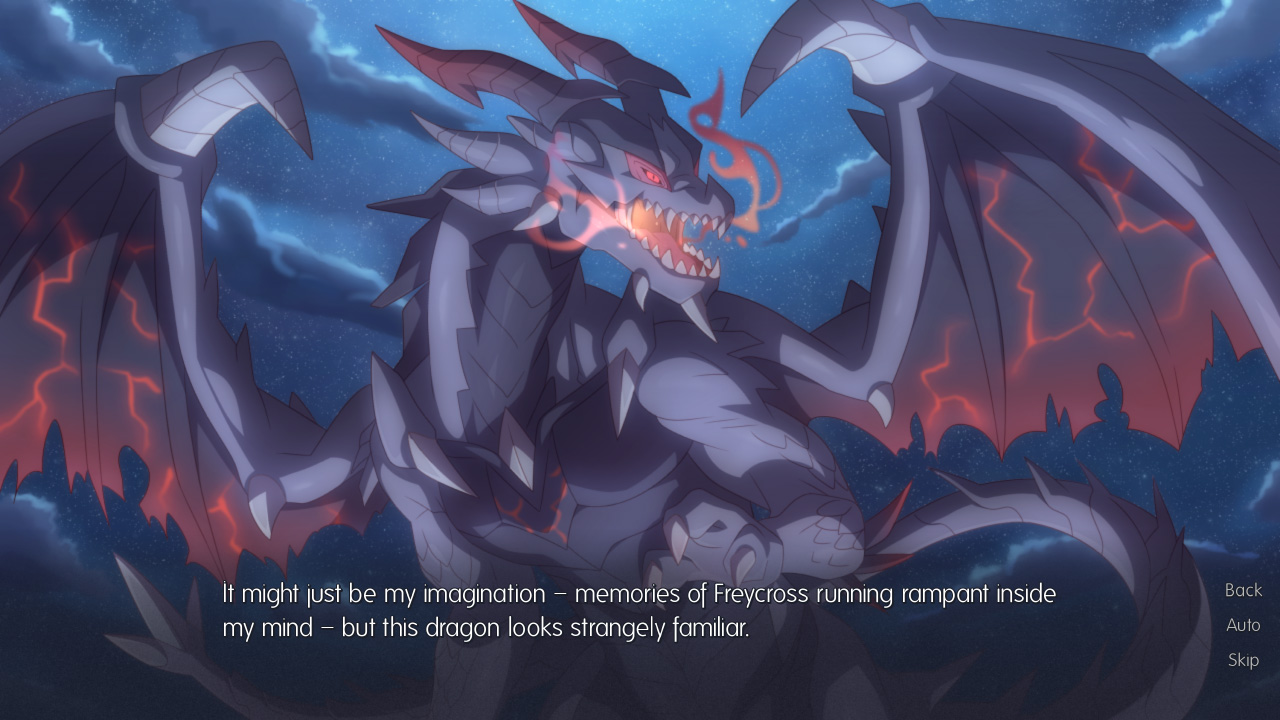 It might just be my imagination – memories of Freycross running rampant inside
my mind – but this dragon looks strangely familiar.
Back
Auto
Skip